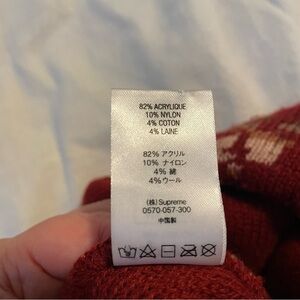 82% ACRYLIQUE
10% NYLON
4% COTON
4% LAINE
82% アクリル
10% ナイロン
4% 綿
4% ウール
(株) Supreme
0570-057-300
中国製